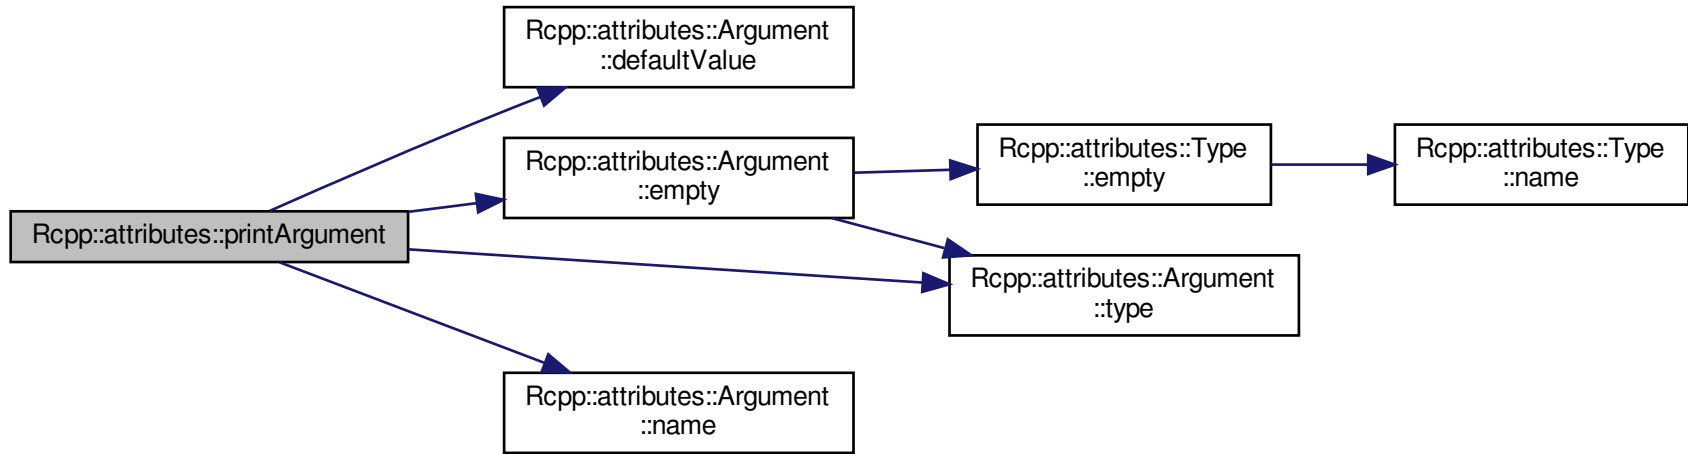 Rcpp::attributes::printArgument
Rcpp::attributes::Argument
::defaultValue
Rcpp::attributes::Argument
::empty
Rcpp::attributes::Type
::empty
Rcpp::attributes::Type
::name
Rcpp::attributes::Argument
::type
Rcpp::attributes::Argument
::name